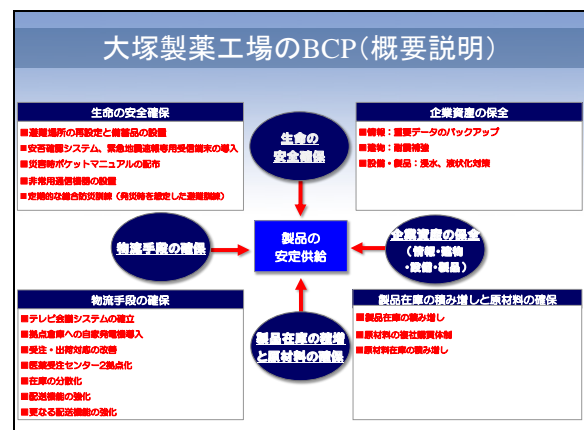 大塚製薬工場のBCP(概要説明)
生命の安全確保
■避難場所の再設定と備蓄品の設置
■安否確認システム、緊急地震速報専用受信端末の導入
■災害時ポケットマニュアルの配布
■非常用通信機器の設置
■定期的な総合防災訓練(発災時を想定した避難訓練)
生命の
安全確保
企業資産の保全
■情報:重要データのバックアップ
■建物:耐震補強
■設備・製品:浸水、液状化対策
物流手段の確保
製品の
安定供給
企業資産の保全
(情報・建物
・設備・製品)
物流手段の確保
■テレビ会議システムの確立
■拠点倉庫への自家発電機導入
■受注・出荷対応の改善
■医薬受注センター2拠点化
■在庫の分散化
■配送機能の強化
■更なる配送機能の強化
製品在庫の積増
と原材料の確保
製品在庫の積み増しと原材料の確保
■製品在庫の積み増し
■原材料の複社購買体制
■原材料在庫の積み増し